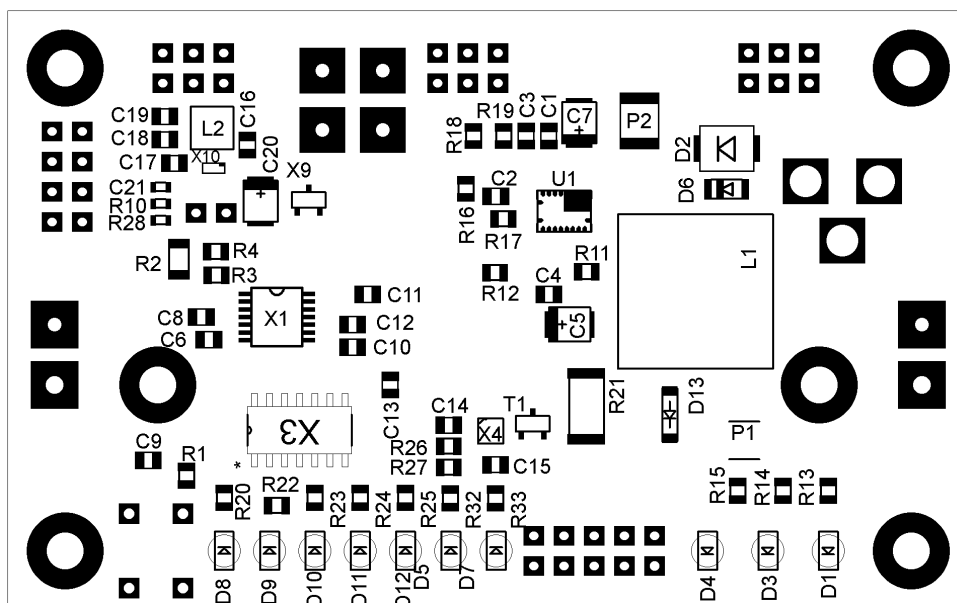 C19
C18
C17
L2
X10
C16
C20
X9
R18
R19
C3
C1
C7
P2
D2
D6
C21
R10
R28
R16
C2
R17
U1
R2
R4
R3
R12
C4
R11
C5
L1
C8
C6
X1
C11
C12
C10
C13
X3
C14
R26
R27
X4
T1
C15
R21
D13
P1
C9
R1
*
R20
R22
R23
R24
R25
R32
R33
R15
R14
R13
D8
D9
D10
D11
D12
D5
D7
D4
D3
D1